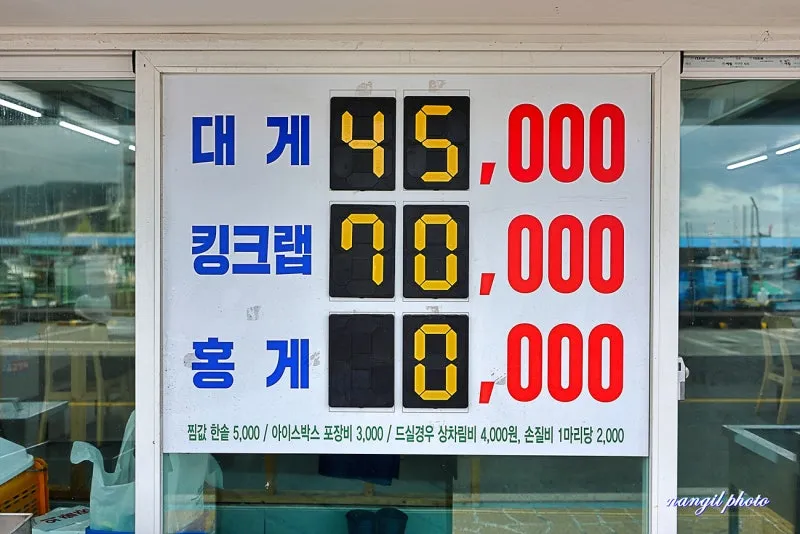 대 게 45,000
킹크랩 70,000
홍 게 0,000
찜값 한솥 5,000 / 아이스박스 포장비 3,000 / 드실경우 상차림비 4,000원, 손질비 1마리당 2,000
nangil photo